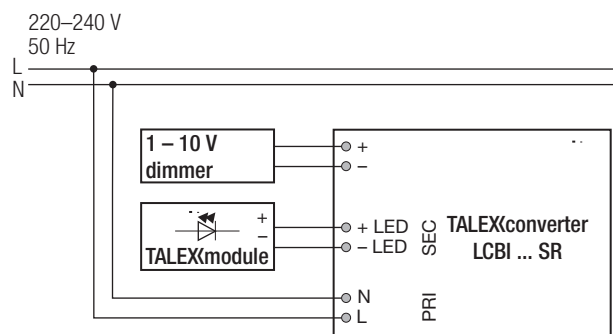 220–240 V
50 Hz
L
N
1 – 10 V
dimmer
+
–
+
–
TALEXmodule
+ LED
– LED
SEC
TALEXconverter
LCBI ... SR
N
L
PRI